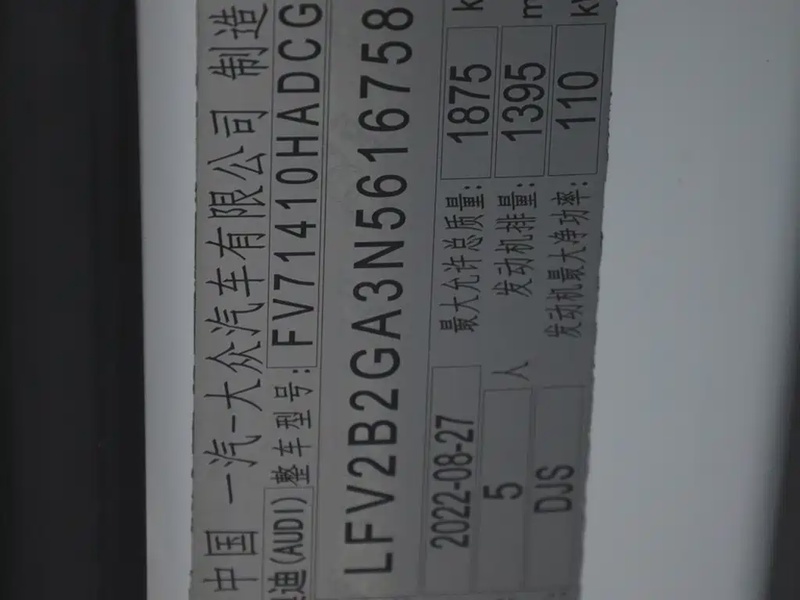 中国 一汽-大众汽车有限公司 制造
迪(AUDI) 整车型号: FV71410HADCG
LFV2B2GA3N5616758
2022-08-27 最大允许总质量: 1875 k
5 人 发动机排量: 1395 m
DJS 发动机最大净功率: 110 k